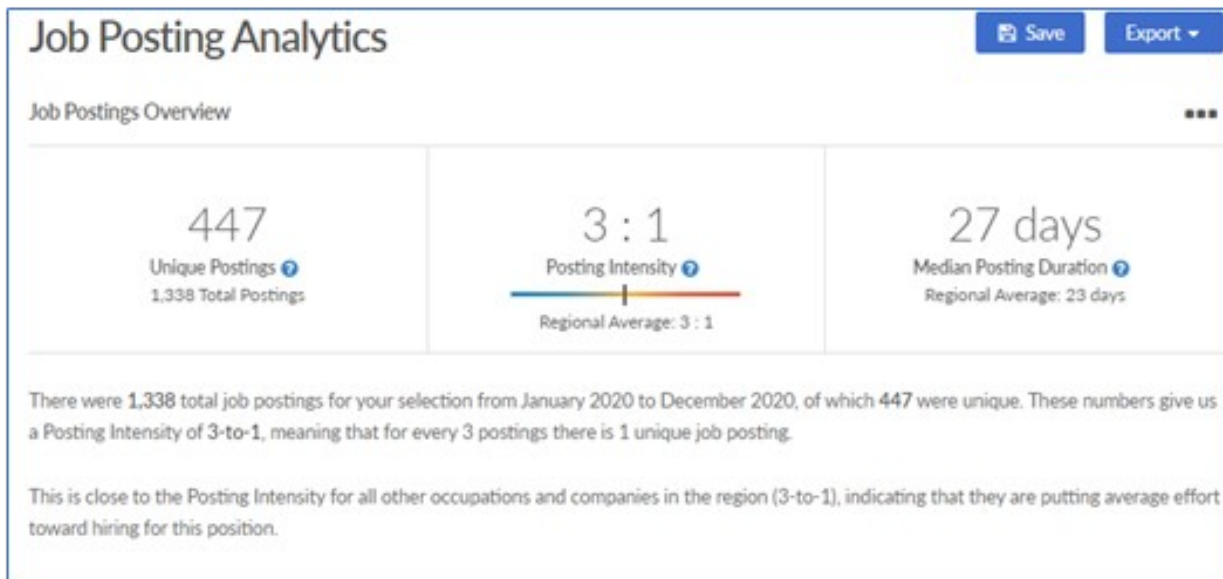 Job Posting Analytics
Save
Export
Job Postings Overview
447
Unique Postings ?
1,338 Total Postings
3 : 1
Posting Intensity ?
Regional Average: 3 : 1
27 days
Median Posting Duration ?
Regional Average: 23 days
There were 1,338 total job postings for your selection from January 2020 to December 2020, of which 447 were unique. These numbers give us
a Posting Intensity of 3-to-1, meaning that for every 3 postings there is 1 unique job posting.
This is close to the Posting Intensity for all other occupations and companies in the region (3-to-1), indicating that they are putting average effort
toward hiring for this position.